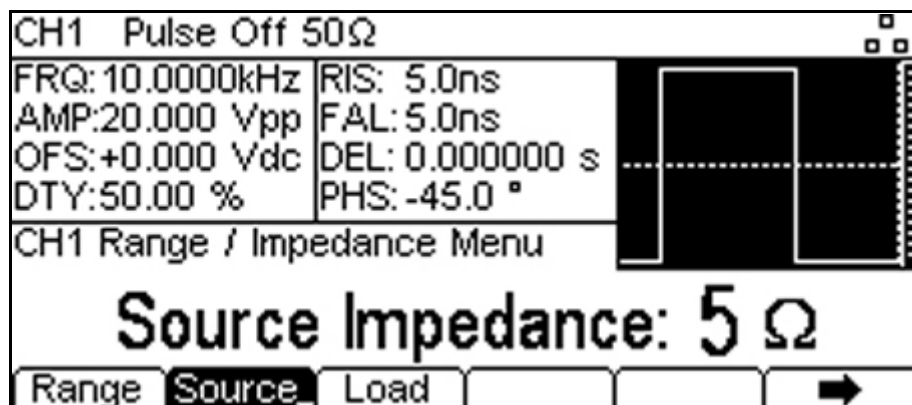 CH1 Pulse Off 50Ω
FRQ:10.0000kHz RIS: 5.0ns
AMP:20.000 Vpp FAL:5.0ns
OFS:+0.000 Vdc DEL: 0.000000 s
DTY:50.00 % PHS:-45.0 °
CH1 Range / Impedance Menu
Source Impedance: 5 Ω
Range Source Load